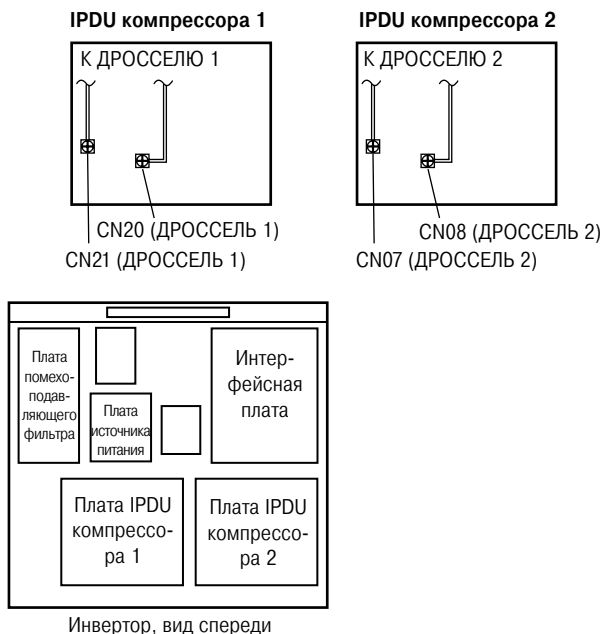 IPDU компрессора 1
К ДРОССЕЛЮ 1
CN20 (ДРОССЕЛЬ 1)
CN21 (ДРОССЕЛЬ 1)
IPDU компрессора 2
К ДРОССЕЛЮ 2
CN08 (ДРОССЕЛЬ 2)
CN07 (ДРОССЕЛЬ 2)
Плата
помехо-
подав-
ляющего
фильтра
Плата
источника
питания
Интер-
фейсная
плата
Плата IPDU
компрессо-
ра 1
Плата IPDU
компрессо-
ра 2
Инвертор, вид спереди